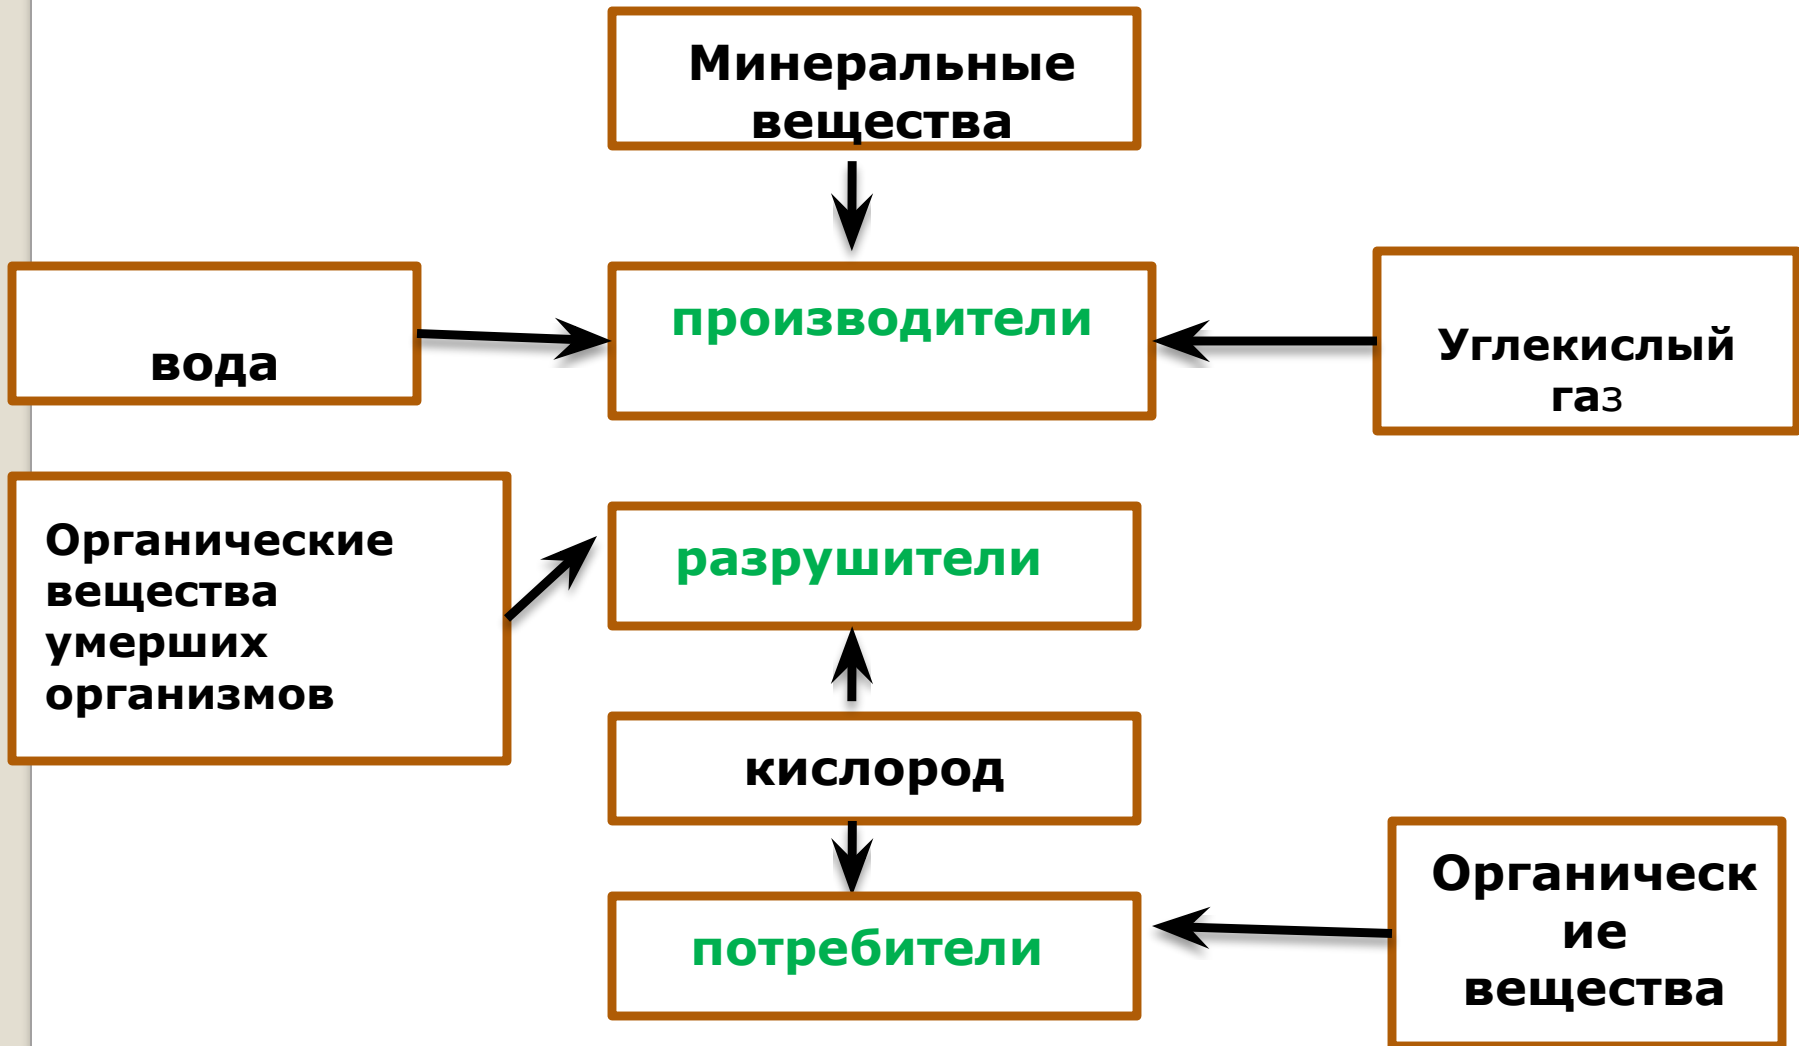 Минеральные
вещества
вода
производители
Углекислый
газ
Органические
вещества
умерших
организмов
разрушители
кислород
потребители
Органическ
ие
вещества